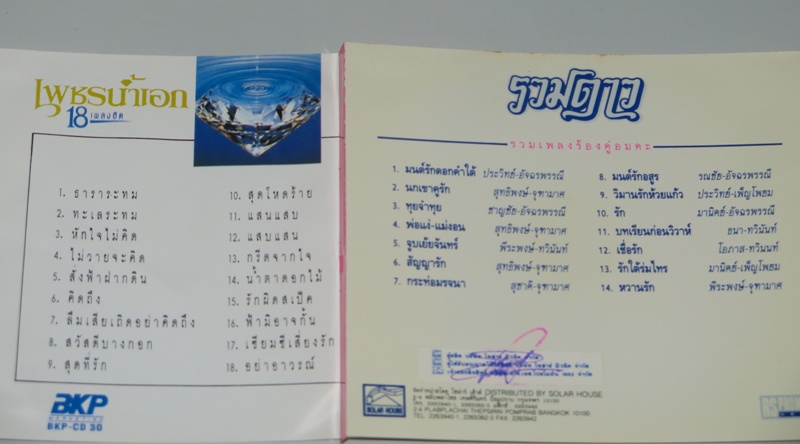 เพชรน้ำเอก
18 เพลงฮิต
1. ธาราระทม
2. ทะเลระทม
3. หักใจไม่คิด
4. ไม่วายจะคิด
5. สั่งฟ้าฝากดิน
6. คิดถึง
7. ลืมเสียเถิดอย่าคิดถึง
8. สวัสดีบางกอก
9. สุดที่รัก
10. สุดโหดร้าย
11. แสนแสบ
12. แสบแสน
13. กรีดจากใจ
14. น้ำตาดอกไม้
15. รักผิดสเป็ค
16. ฟ้ามิอาจกั้น
17. เซียมซีเสี่ยงรัก
18. อย่าอาวรณ์
BKP
BKP-CD 30
รวมดาว
รวมเพลงร้องคู่อมตะ
1. มนต์รักดอกคำใต้ ประวิทย์-อัจฉรพรรณี
2. นกเขาคูรัก สุทธิพงษ์-จุฑามาศ
3. ทุยจ๋าทุย ชาญชัย-อัจฉรพรรณี
4. พ่อแง่-แม่งอน สุทธิพงษ์-จุฑามาศ
5. จูบเย้ยจันทร์ พีระพงษ์-ทวินันท์
6. สัญญารัก สุทธิพงษ์-จุฑามาศ
7. กระท่อมรจนา สุชาติ-จุฑามาศ
8. มนต์รักอสูร รณชัย-อัจฉรพรรณี
9. วิมานรักห้วยแก้ว ประวิทย์-เพ็ญโพยม
10. รัก มานิตย์-อัจฉรพรรณี
11. บทเรียนก่อนวิวาห์ ธนา-ทวินันท์
12. เชื่อรัก โอภาส-ทวินนท์
13. รักใต้ร่มไทร มานิตย์-เพ็ญโพยม
14. หวานรัก พีระพงษ์-จุฑามาศ
SOLAR HOUSE
DISTRIBUTED BY SOLAR HOUSE
2-4 PLABPLACHAI THEPSIRIN POMPRAB BANGKOK 10100